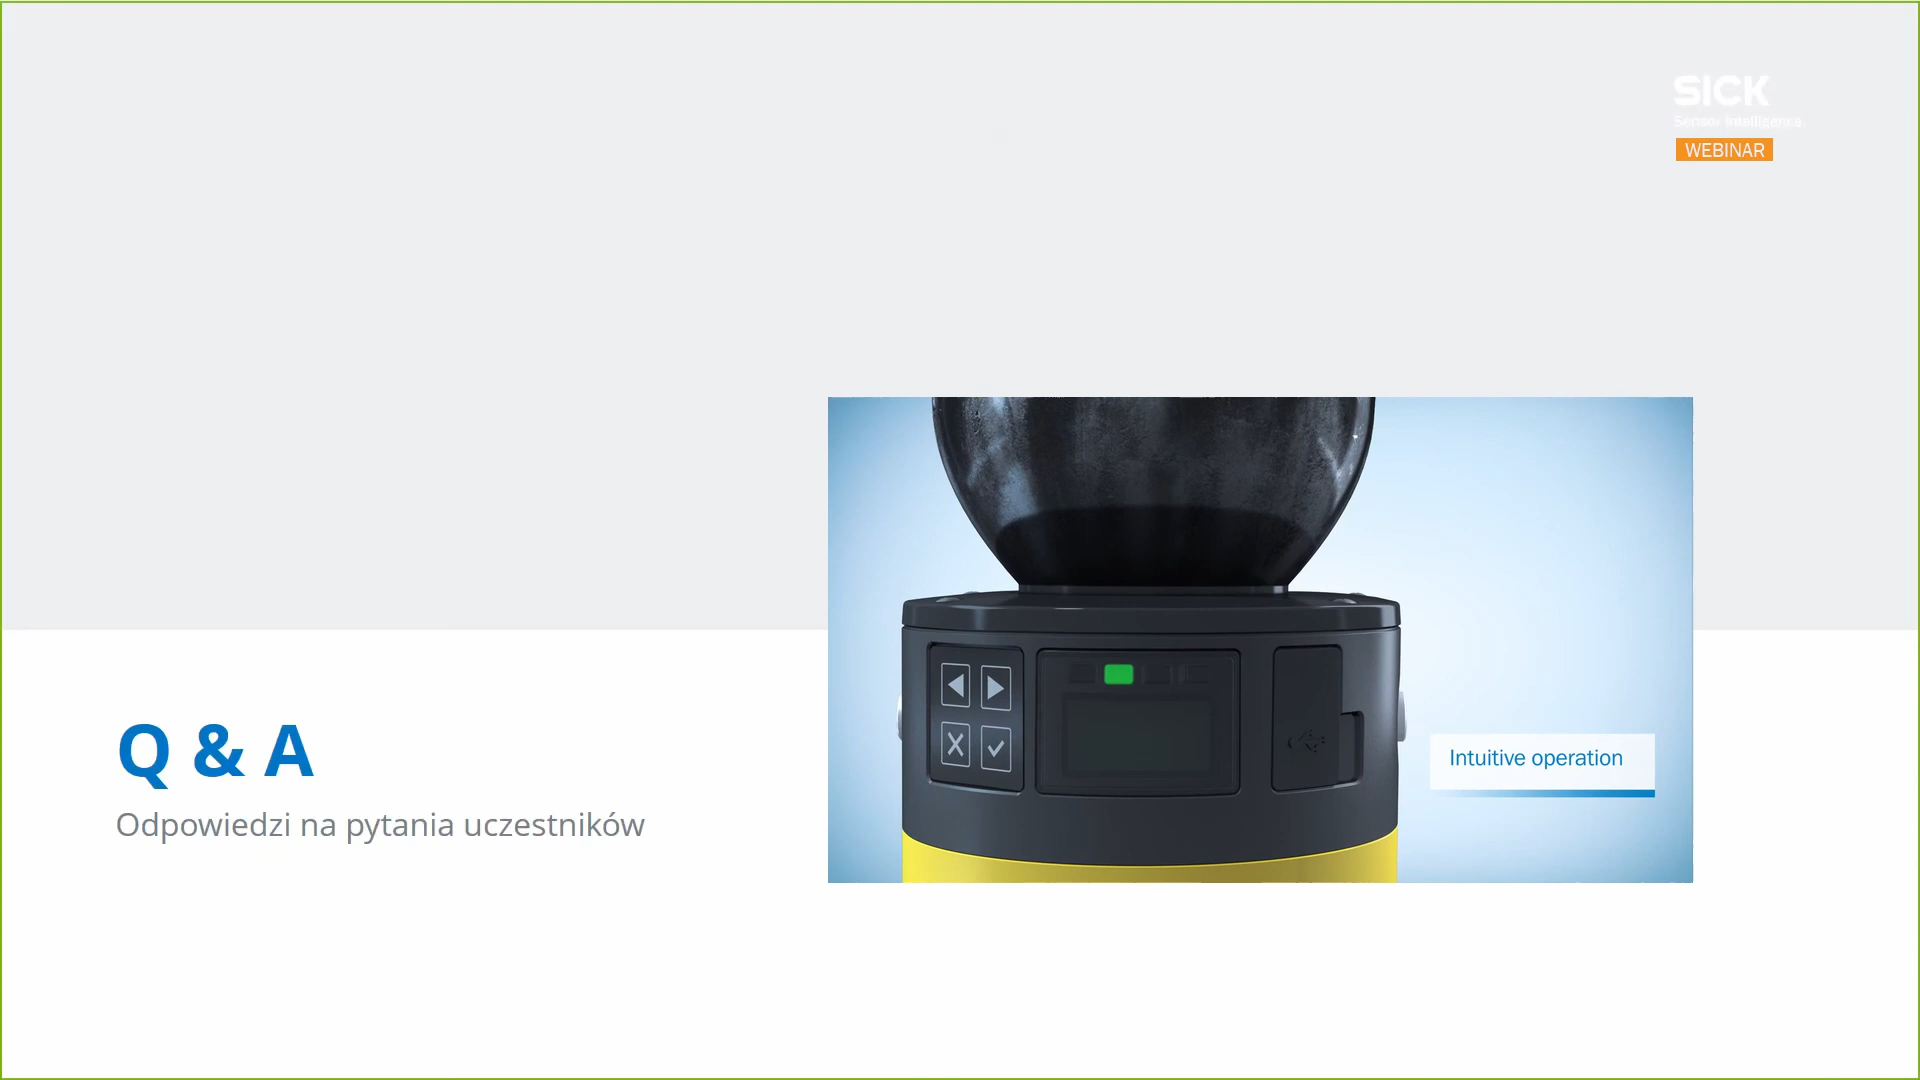 SICK
Sensor Intelligence.
WEBINAR
Intuitive operation
Q & A
Odpowiedzi na pytania uczestników